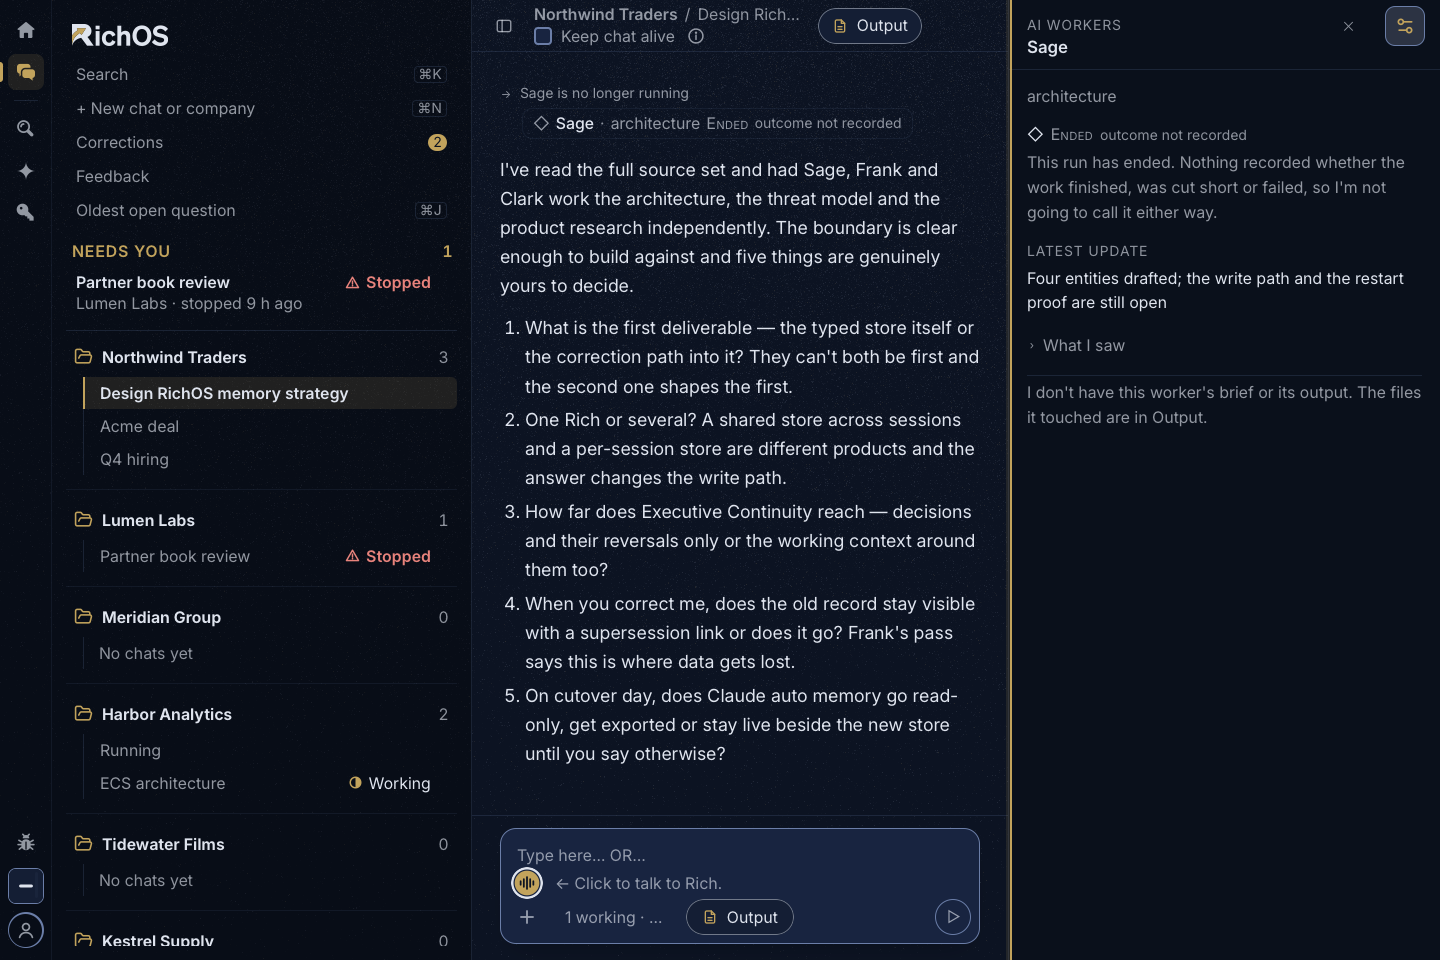 RichOS
Search ⌘K
+ New chat or company ⌘N
Corrections 2
Feedback
Oldest open question ⌘J
NEEDS YOU 1
Partner book review Stopped
Lumen Labs · stopped 9 h ago
Northwind Traders 3
Design RichOS memory strategy
Acme deal
Q4 hiring
Lumen Labs 1
Partner book review Stopped
Meridian Group 0
No chats yet
Harbor Analytics 2
Running
ECS architecture Working
Tidewater Films 0
No chats yet
Kestrel Supply 0
Northwind Traders / Design Rich...
Keep chat alive
Output
→ Sage is no longer running
Sage · architecture ENDED outcome not recorded
I've read the full source set and had Sage, Frank and
Clark work the architecture, the threat model and the
product research independently. The boundary is clear
enough to build against and five things are genuinely
yours to decide.
1. What is the first deliverable — the typed store itself or
the correction path into it? They can't both be first and
the second one shapes the first.
2. One Rich or several? A shared store across sessions
and a per-session store are different products and the
answer changes the write path.
3. How far does Executive Continuity reach — decisions
and their reversals only or the working context around
them too?
4. When you correct me, does the old record stay visible
with a supersession link or does it go? Frank's pass
says this is where data gets lost.
5. On cutover day, does Claude auto memory go read-
only, get exported or stay live beside the new store
until you say otherwise?
Type here... OR...
← Click to talk to Rich.
1 working · ...
Output
AI WORKERS
Sage
architecture
ENDED outcome not recorded
This run has ended. Nothing recorded whether the
work finished, was cut short or failed, so I'm not
going to call it either way.
LATEST UPDATE
Four entities drafted; the write path and the restart
proof are still open
› What I saw
I don't have this worker's brief or its output. The files
it touched are in Output.